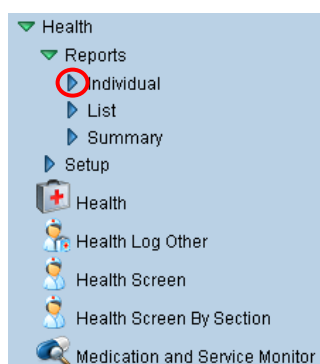 Health
Reports
Individual
List
Summary
Setup
Health
Health Log Other
Health Screen
Health Screen By Section
Medication and Service Monitor